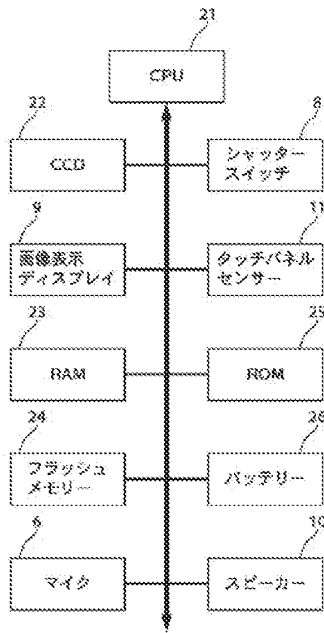 21
CPU
22
CCD
8
シャッター
スイッチ
9
画像表示
ディスプレイ
11
タッチパネル
センサー
23
RAM
25
ROM
24
フラッシュ
メモリー
26
バッテリー
6
マイク
10
スピーカー